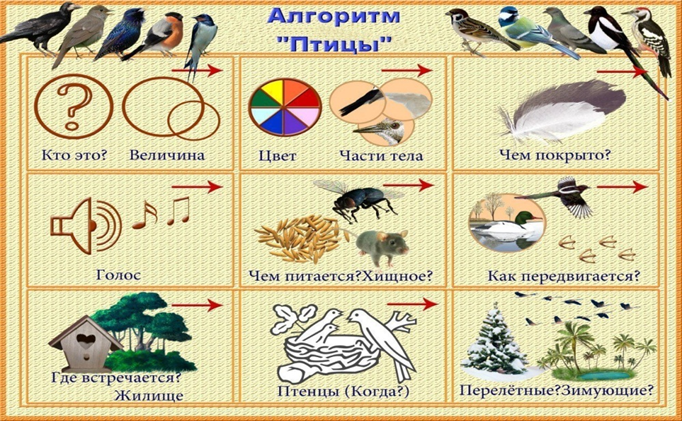 Алгоритм
"Птицы"
Кто это? Величина
Цвет Части тела
Чем покрыто?
Голос
Чем питается?Хищное?
Как передвигается?
Где встречается?
Жилище
Птенцы (Когда?)
Перелётные?Зимующие?